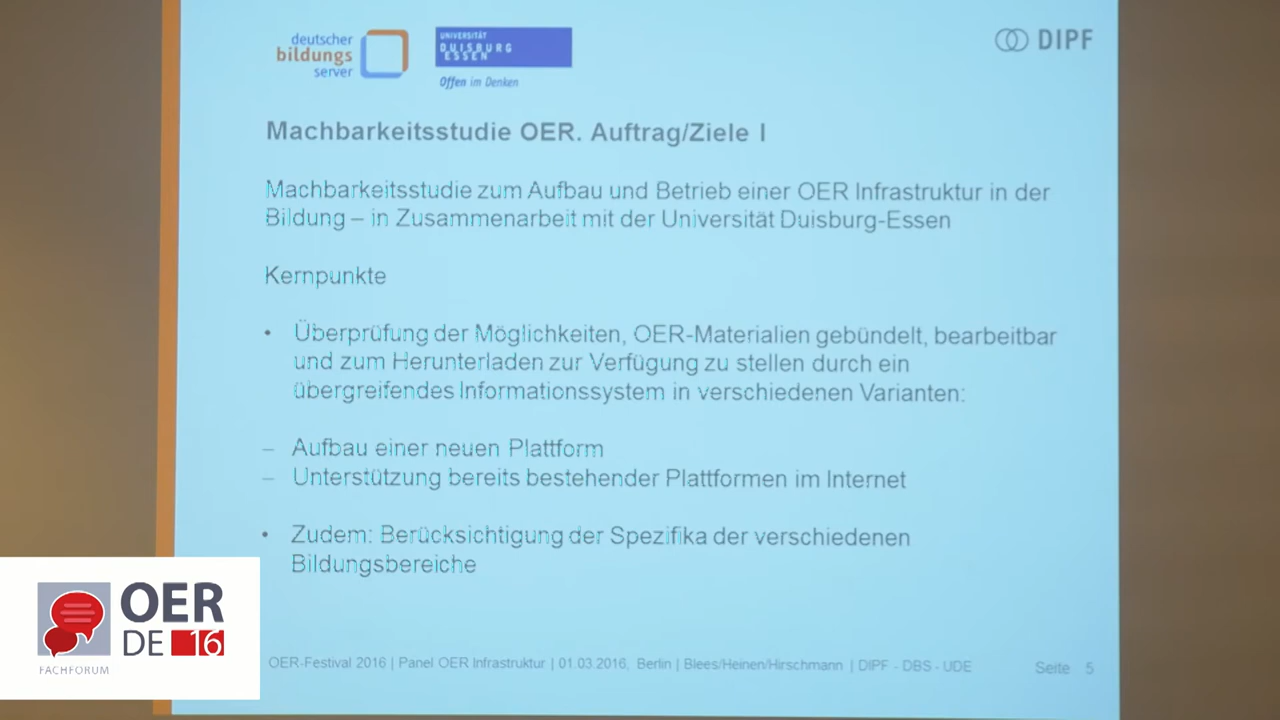 deutscher
bildungs
server
UNIVERSITÄT
DUISBURG
ESSEN
Offen im Denken
DIPF
Machbarkeitsstudie OER. Auftrag/Ziele I
Machbarkeitsstudie zum Aufbau und Betrieb einer OER Infrastruktur in der
Bildung – in Zusammenarbeit mit der Universität Duisburg-Essen
Kernpunkte
• Überprüfung der Möglichkeiten, OER-Materialien gebündelt, bearbeitbar
und zum Herunterladen zur Verfügung zu stellen durch ein
übergreifendes Informationssystem in verschiedenen Varianten:
– Aufbau einer neuen Plattform
– Unterstützung bereits bestehender Plattformen im Internet
• Zudem: Berücksichtigung der Spezifika der verschiedenen
Bildungsbereiche
OER-Festival 2016 | Panel OER Infrastruktur | 01.03.2016, Berlin | Blees/Heinen/Hirschmann | DIPF - DBS - UDE
Seite 5
OER
DE 16
FACHFORUM